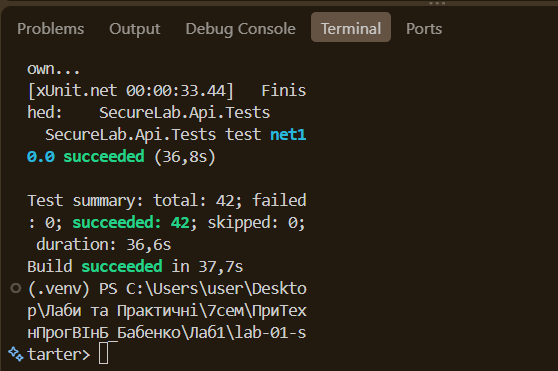 Problems Output Debug Console Terminal Ports
own...
[xUnit.net 00:00:33.44]   Finis
hed:    SecureLab.Api.Tests
  SecureLab.Api.Tests test net1
0.0 succeeded (36,8s)

Test summary: total: 42; failed
: 0; succeeded: 42; skipped: 0;
 duration: 36,6s
Build succeeded in 37,7s
(.venv) PS C:\Users\user\Deskto
p\Лаби та Практичні\7сем\ПриТех
нПрогВІнБ_Бабенко\Лаб1\lab-01-s
tarter>